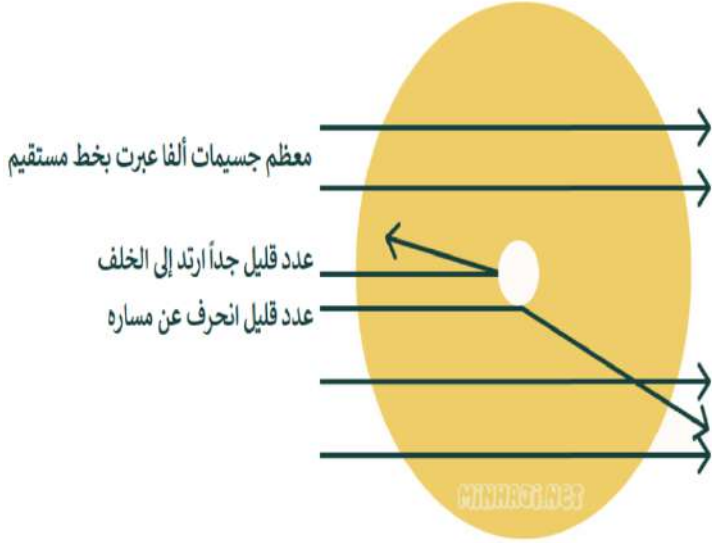 معظم جسيمات ألفا عبرت بخط مستقيم
عدد قليل جداً ارتد إلى الخلف
عدد قليل انحرف عن مساره
MINHAJI.NET